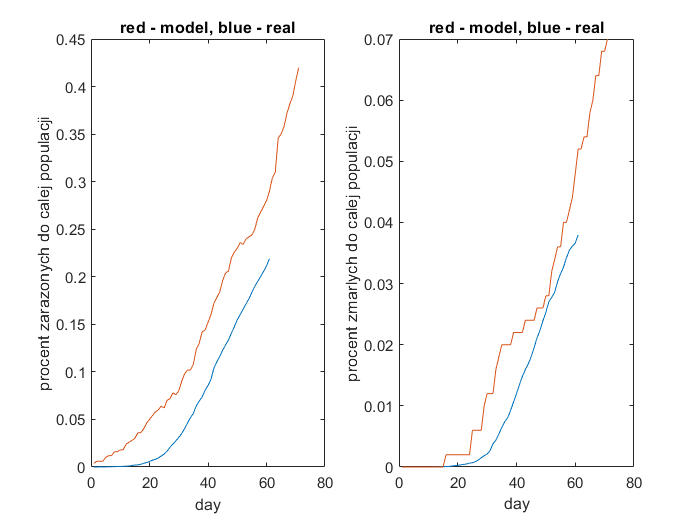 red - model, blue - real
procent zarazonych do calej populacji
0.45
0.4
0.35
0.3
0.25
0.2
0.15
0.1
0.05
0
0 20 40 60 80
day
red - model, blue - real
procent zmarlych do calej populacji
0.07
0.06
0.05
0.04
0.03
0.02
0.01
0
0 20 40 60 80
day